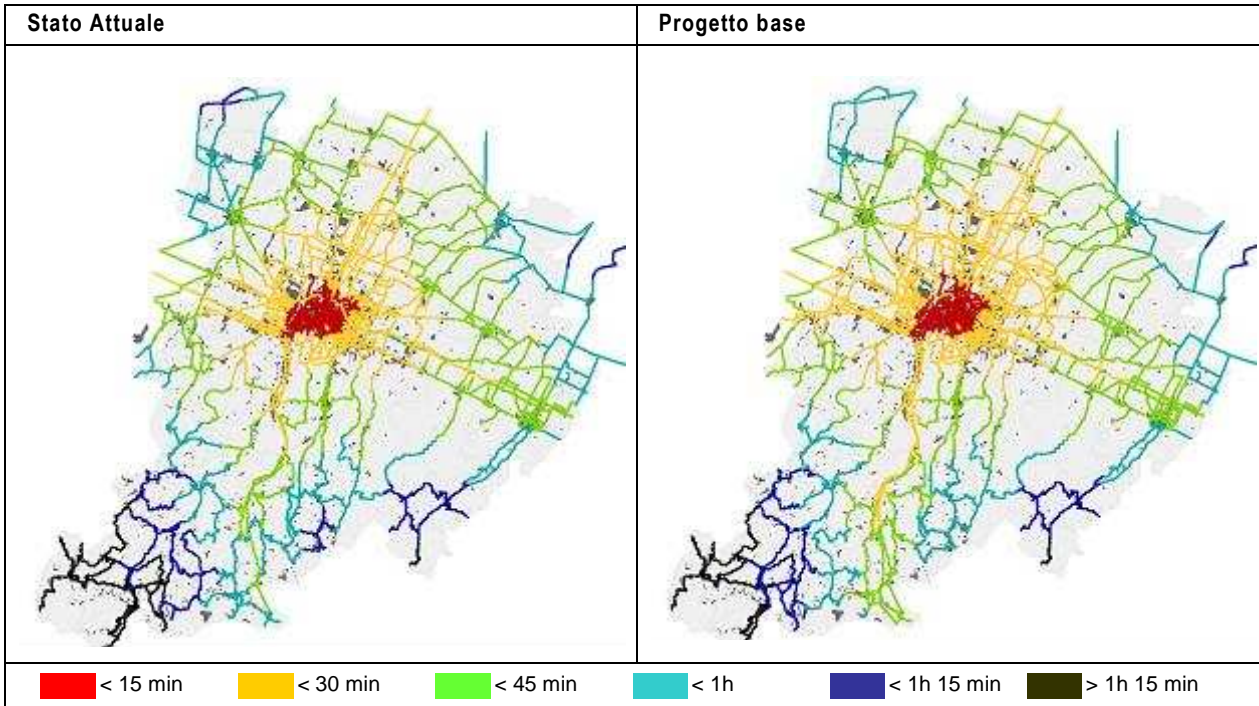 Stato Attuale
Progetto base
< 15 min
< 30 min
< 45 min
< 1h
< 1h 15 min
> 1h 15 min